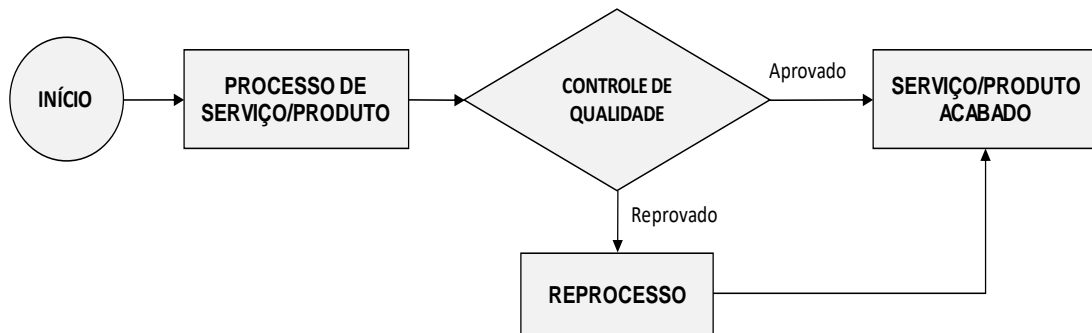 INÍCIO
PROCESSO DE
SERVIÇO/PRODUTO
CONTROLE DE
QUALIDADE
Aprovado
SERVIÇO/PRODUTO
ACABADO
Reprovado
REPROCESSO